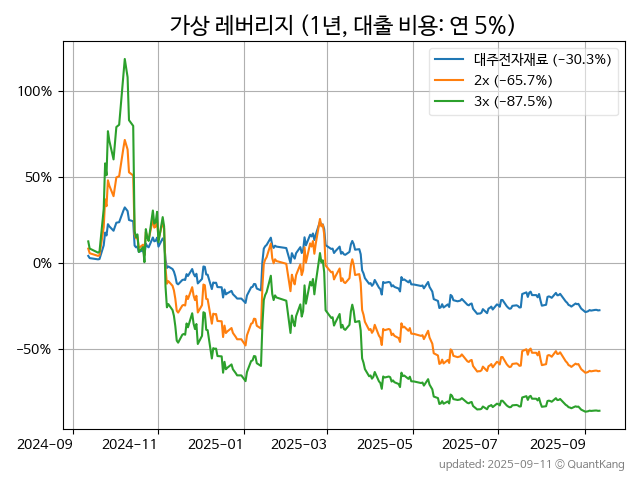 가상 레버리지 (1년, 대출 비용: 연 5%)
대주전자재료 (−30.3%)
2x (−65.7%)
3x (−87.5%)
100%
50%
0%
−50%
2024-09
2024-11
2025-01
2025-03
2025-05
2025-07
2025-09
updated: 2025-09-11 © QuantKang